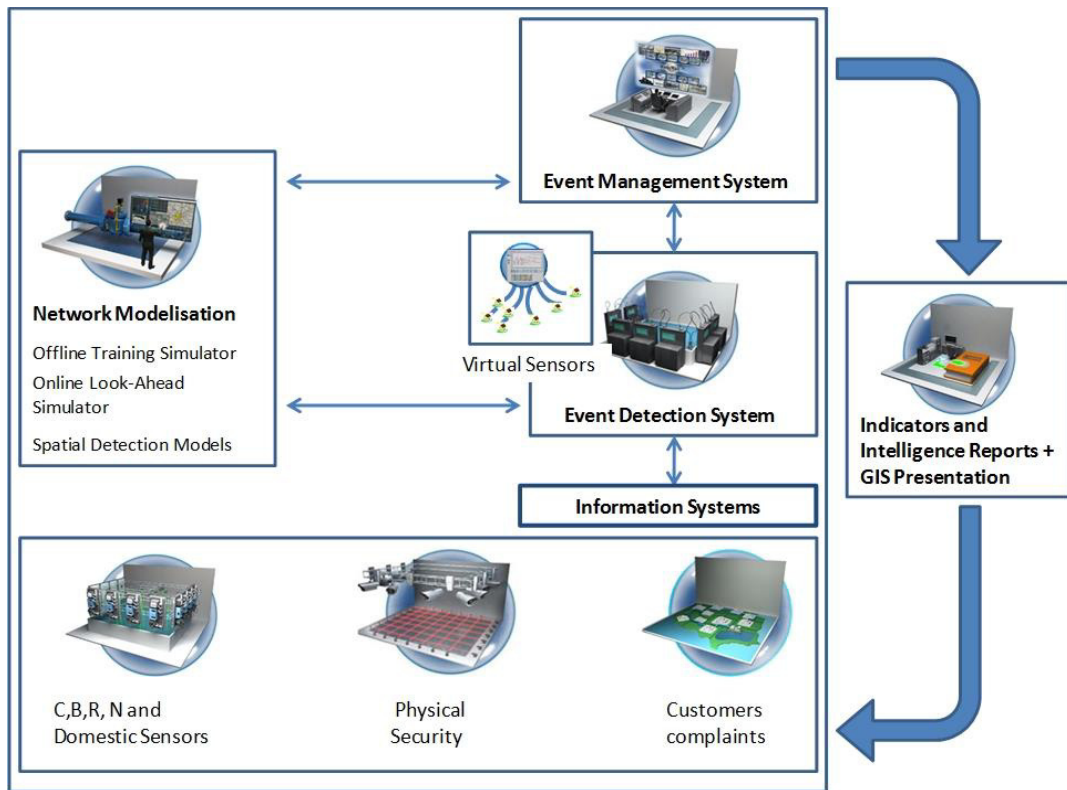 Event Management System
Network Modelisation
Offline Training Simulator
Online Look-Ahead
Simulator
Spatial Detection Models
Virtual Sensors
Event Detection System
Indicators and
Intelligence Reports +
GIS Presentation
Information Systems
C,B,R, N and
Domestic Sensors
Physical
Security
Customers
complaints